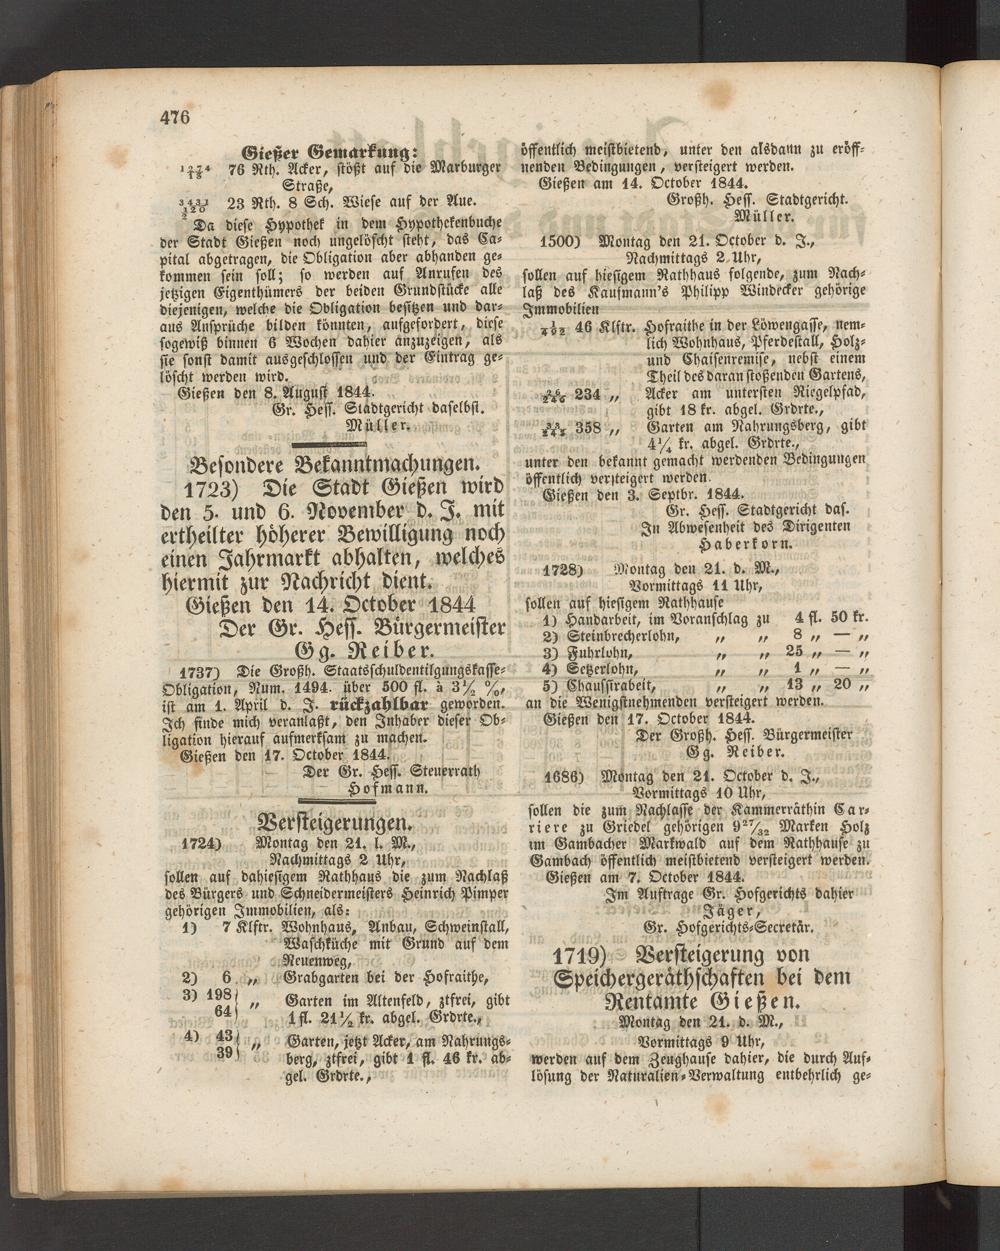 476
Gießer Gemarkung:
76 Rth. Acker, stößt auf die Marburger
Straße,
23 Rth. 8 Sch. Wiese auf der Aue.
Da diese Hypothek in dem Hypothekenbuche
der Stadt Gießen noch ungelöscht steht, das Ca-
pital abgetragen, die Obligation aber abhanden ge-
kommen sein soll; so werden auf Anrufen des
jetzigen Eigenthümers der beiden Grundstücke alle
diejenigen, welche die Obligation besitzen und dar-
aus Ansprüche bilden könnten, aufgefordert, diese
sogewiß binnen 6 Wochen dahier anzuzeigen, als
sie sonst damit ausgeschlossen und der Eintrag ge-
löscht werden wird.
Gießen den 8. August 1844.
Gr. Hess. Stadtgericht daselbst.
Müller.
Besondere Bekanntmachungen.
1723) Die Stadt Gießen wird
den 5. und 6. November d. J. mit
ertheilter höherer Bewilligung noch
einen Jahrmarkt abhalten, welches
hiermit zur Nachricht dient.
Gießen den 14. October 1844
Der Gr. Hess. Bürgermeister
Gg. Reiber.
1737) Die Großh. Staatsschuldentilgungskasse-
Obligation, Num. 1494. über 500 fl. à 3½ %,
ist am 1. April d. J. rückzahlbar geworden.
Ich finde mich veranlaßt, den Inhaber dieser Ob-
ligation hierauf aufmerksam zu machen.
Gießen den 17. October 1844.
Der Gr. Hess. Steuerrath
Hofmann.
Versteigerungen.
1724) Montag den 21. l. M.,
Nachmittags 2 Uhr,
sollen auf dahiesigem Rathhaus die zum Nachlaß
des Bürgers und Schneidermeisters Heinrich Pimper
gehörigen Immobilien, als:
1) 7 Klftr. Wohnhaus, Anbau, Schweinstall,
Waschküche mit Grund auf dem
Neuenweg,
2) 6 „ Grabgarten bei der Hofraithe,
3) 198
64 „ Garten im Altenfeld, ztfrei, gibt
1 fl. 21½ kr. abgel. Grdrte.,
4) 43
39 „ Garten, jetzt Acker, am Nahrungs-
berg, ztfrei, gibt 1 fl. 46 kr. ab-
gel. Grdrte.,
öffentlich meistbietend, unter den alsdann zu eröff-
nenden Bedingungen, versteigert werden.
Gießen am 14. October 1844.
Großh. Hess. Stadtgericht.
Müller.
1500) Montag den 21. October d. J.,
Nachmittags 2 Uhr,
sollen auf hiesigem Rathhaus folgende, zum Nach-
laß des Kaufmann's Philipp Windecker gehörige
Immobilien
46 Klftr. Hofraithe in der Löwengasse, nem-
lich Wohnhaus, Pferdestall, Holz-
und Chaisenremise, nebst einem
Theil des daran stoßenden Gartens,
234 „ Acker am untersten Riegelpfad,
gibt 18 kr. abgel. Grdrte.,
358 „ Garten am Nahrungsberg, gibt
4¼ kr. abgel. Grdrte.,
unter den bekannt gemacht werdenden Bedingungen
öffentlich versteigert werden.
Gießen den 3. Septbr. 1844.
Gr. Hess. Stadtgericht das.
In Abwesenheit des Dirigenten
Haberkorn.
1728) Montag den 21. d. M.,
Vormittags 11 Uhr,
sollen auf hiesigem Rathhause
1) Handarbeit, im Voranschlag zu 4 fl. 50 kr.
2) Steinbrecherlohn, „ „ 8 „ — „
3) Fuhrlohn, „ „ 25 „ — „
4) Setzerlohn, „ „ 1 „ — „
5) Chaussirabeit, „ „ 13 „ 20 „
an die Wenigstnehmenden versteigert werden.
Gießen den 17. October 1844.
Der Großh. Hess. Bürgermeister
Gg. Reiber.
1686) Montag den 21. October d. J.,
Vormittags 10 Uhr,
sollen die zum Nachlasse der Kammerräthin Car-
riere zu Griedel gehörigen 9 27/32 Marken Holz
im Gambacher Markwald auf dem Rathhause zu
Gambach öffentlich meistbietend versteigert werden.
Gießen am 7. October 1844.
Im Auftrage Gr. Hofgerichts dahier
Jäger,
Gr. Hofgerichts-Secretär.
1719) Versteigerung von
Speichergeräthschaften bei dem
Rentamte Gießen.
Montag den 21. d. M.,
Vormittags 9 Uhr,
werden auf dem Zeughause dahier, die durch Auf-
lösung der Naturalien-Verwaltung entbehrlich ge-